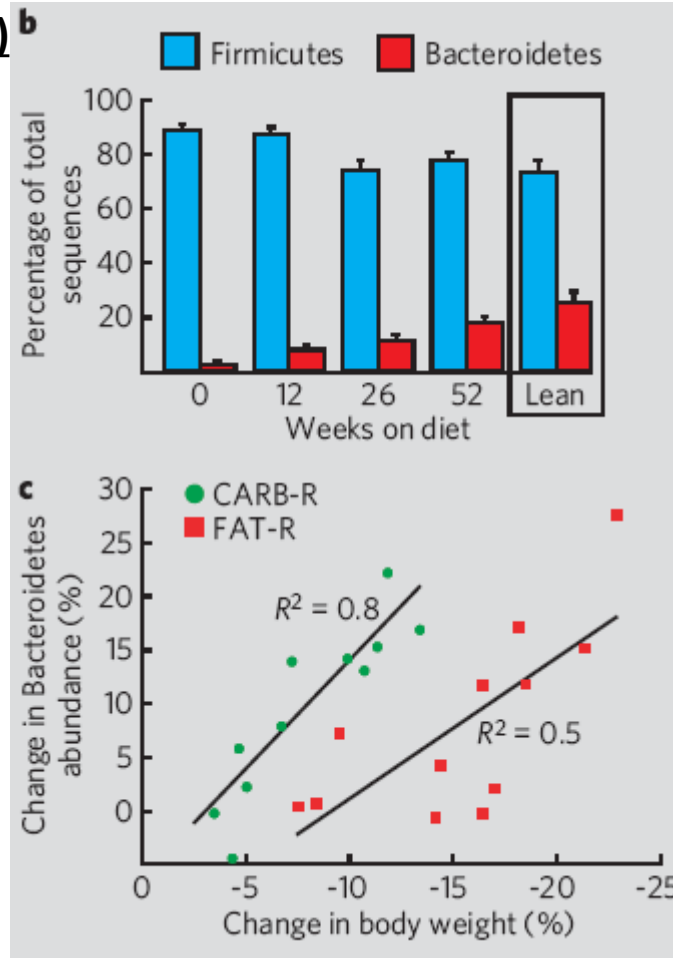 )
b
Firmicutes Bacteroidetes
Percentage of total
sequences
100
80
60
40
20
0 12 26 52 Lean
Weeks on diet
c
CARB-R
FAT-R
Change in Bacteroidetes
abundance (%)
30
25
20
15
10
5
0
R² = 0.8
R² = 0.5
0 -5 -10 -15 -20 -25
Change in body weight (%)